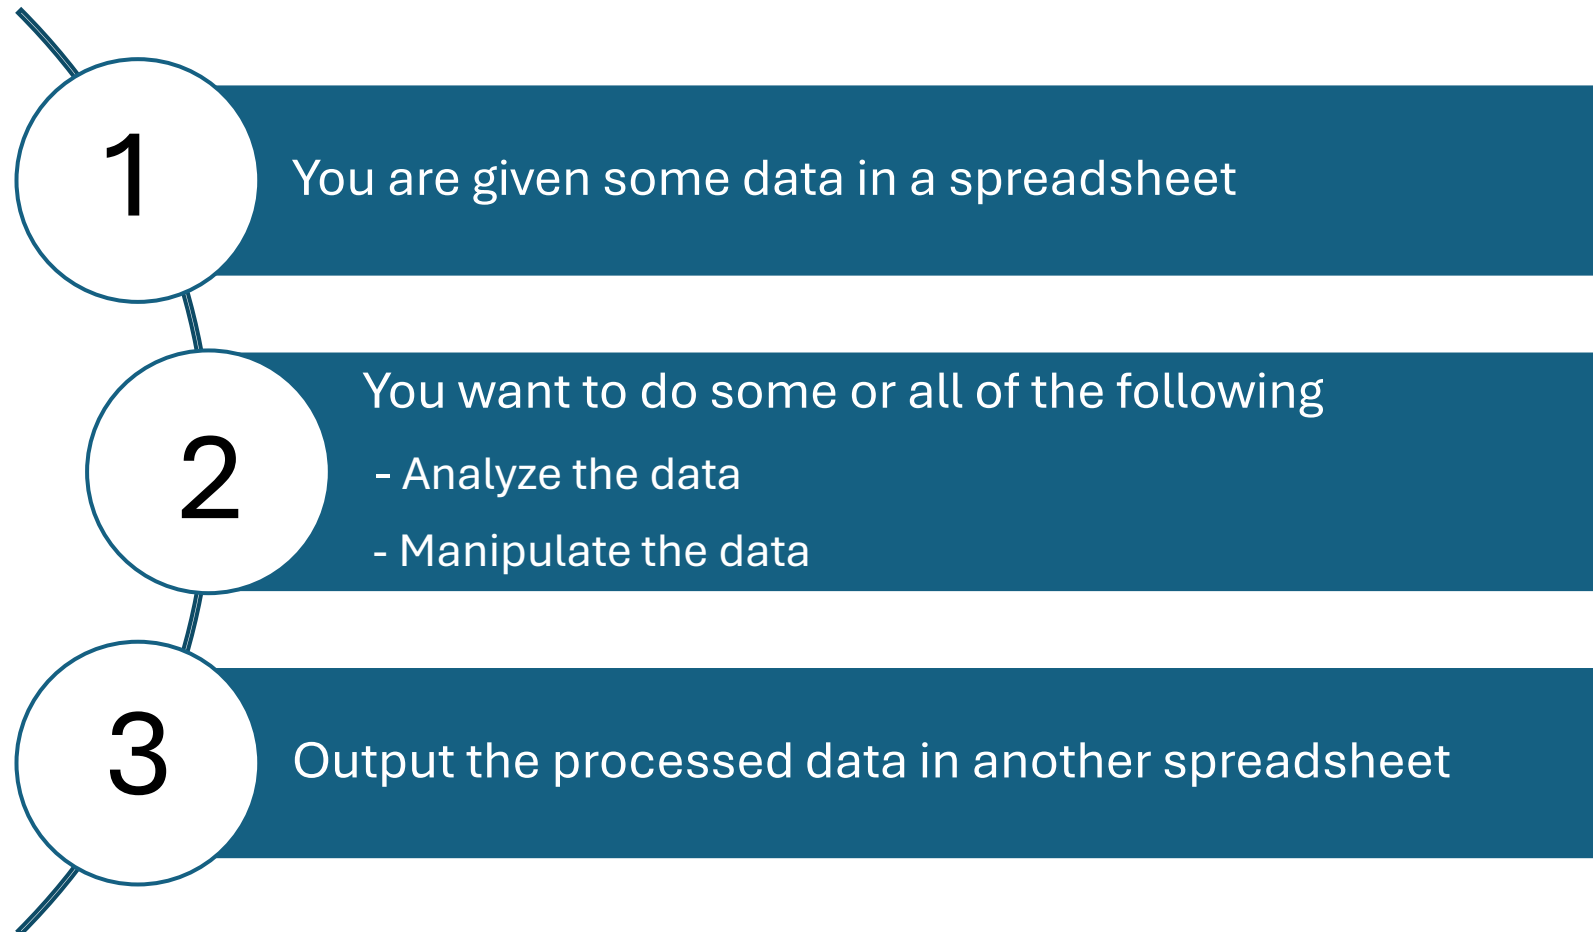 1
You are given some data in a spreadsheet
2
You want to do some or all of the following
- Analyze the data
- Manipulate the data
3
Output the processed data in another spreadsheet